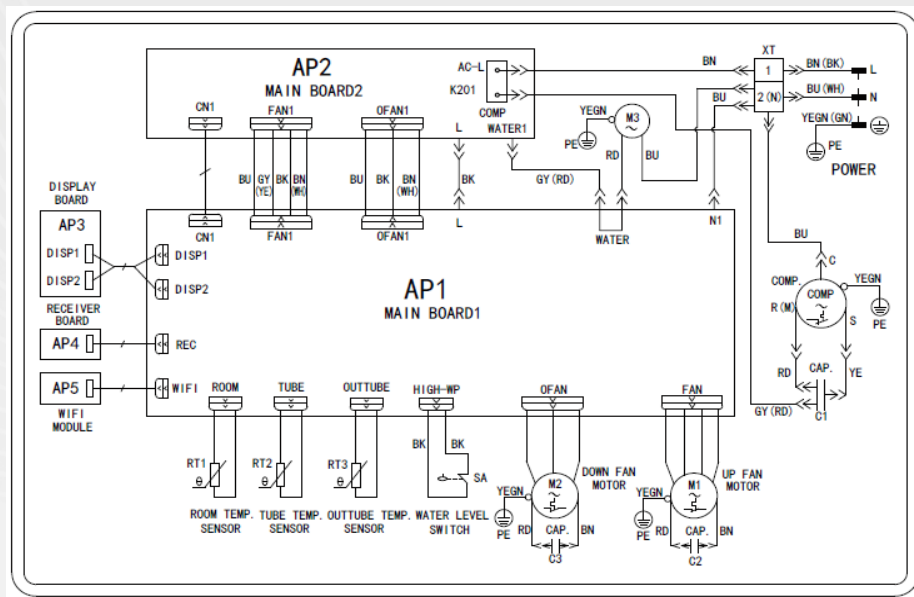 AP2
MAIN BOARD2
AC-L
K201
COMP
CN1
FAN1
OFAN1
L
WATER1
XT
1
2(N)
BN
BN(BK)
L
BU
BU(WH)
N
YEGN(GN)
PE
POWER
YEGN
M3
~
PE
RD
BU
BU
GY
(YE)
BK
BN
(WH)
BU
BK
BN
(WH)
BK
GY(RD)
CN1
FAN1
OFAN1
L
WATER
N1
DISPLAY
BOARD
AP3
DISP1
DISP2
DISP1
DISP2
AP1
MAIN BOARD1
RECEIVER
BOARD
AP4
REC
AP5
WIFI
WIFI
MODULE
BU
C
COMP.
COMP
YEGN
R(M)
S
PE
RD
CAP.
YE
GY(RD)
C1
ROOM
TUBE
OUTTUBE
HIGH-WP
OFAN
FAN
BK
BK
RT1
θ
RT2
θ
RT3
θ
SA
ROOM TEMP.
SENSOR
TUBE TEMP.
SENSOR
OUTTUBE TEMP.
SENSOR
WATER LEVEL
SWITCH
YEGN
M2
~
DOWN FAN
MOTOR
PE
RD
CAP.
BN
C3
YEGN
M1
~
UP FAN
MOTOR
PE
RD
CAP.
BN
C2